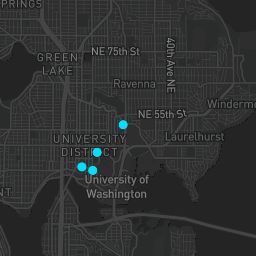 SPRINGS
NE 75th St
40th Ave NE
GREEN
LAKE
Ravenna
Winderme
NE 55th St
UNIVERSITY
DISTRICT
Laurelhurst
University of
Washington
NT